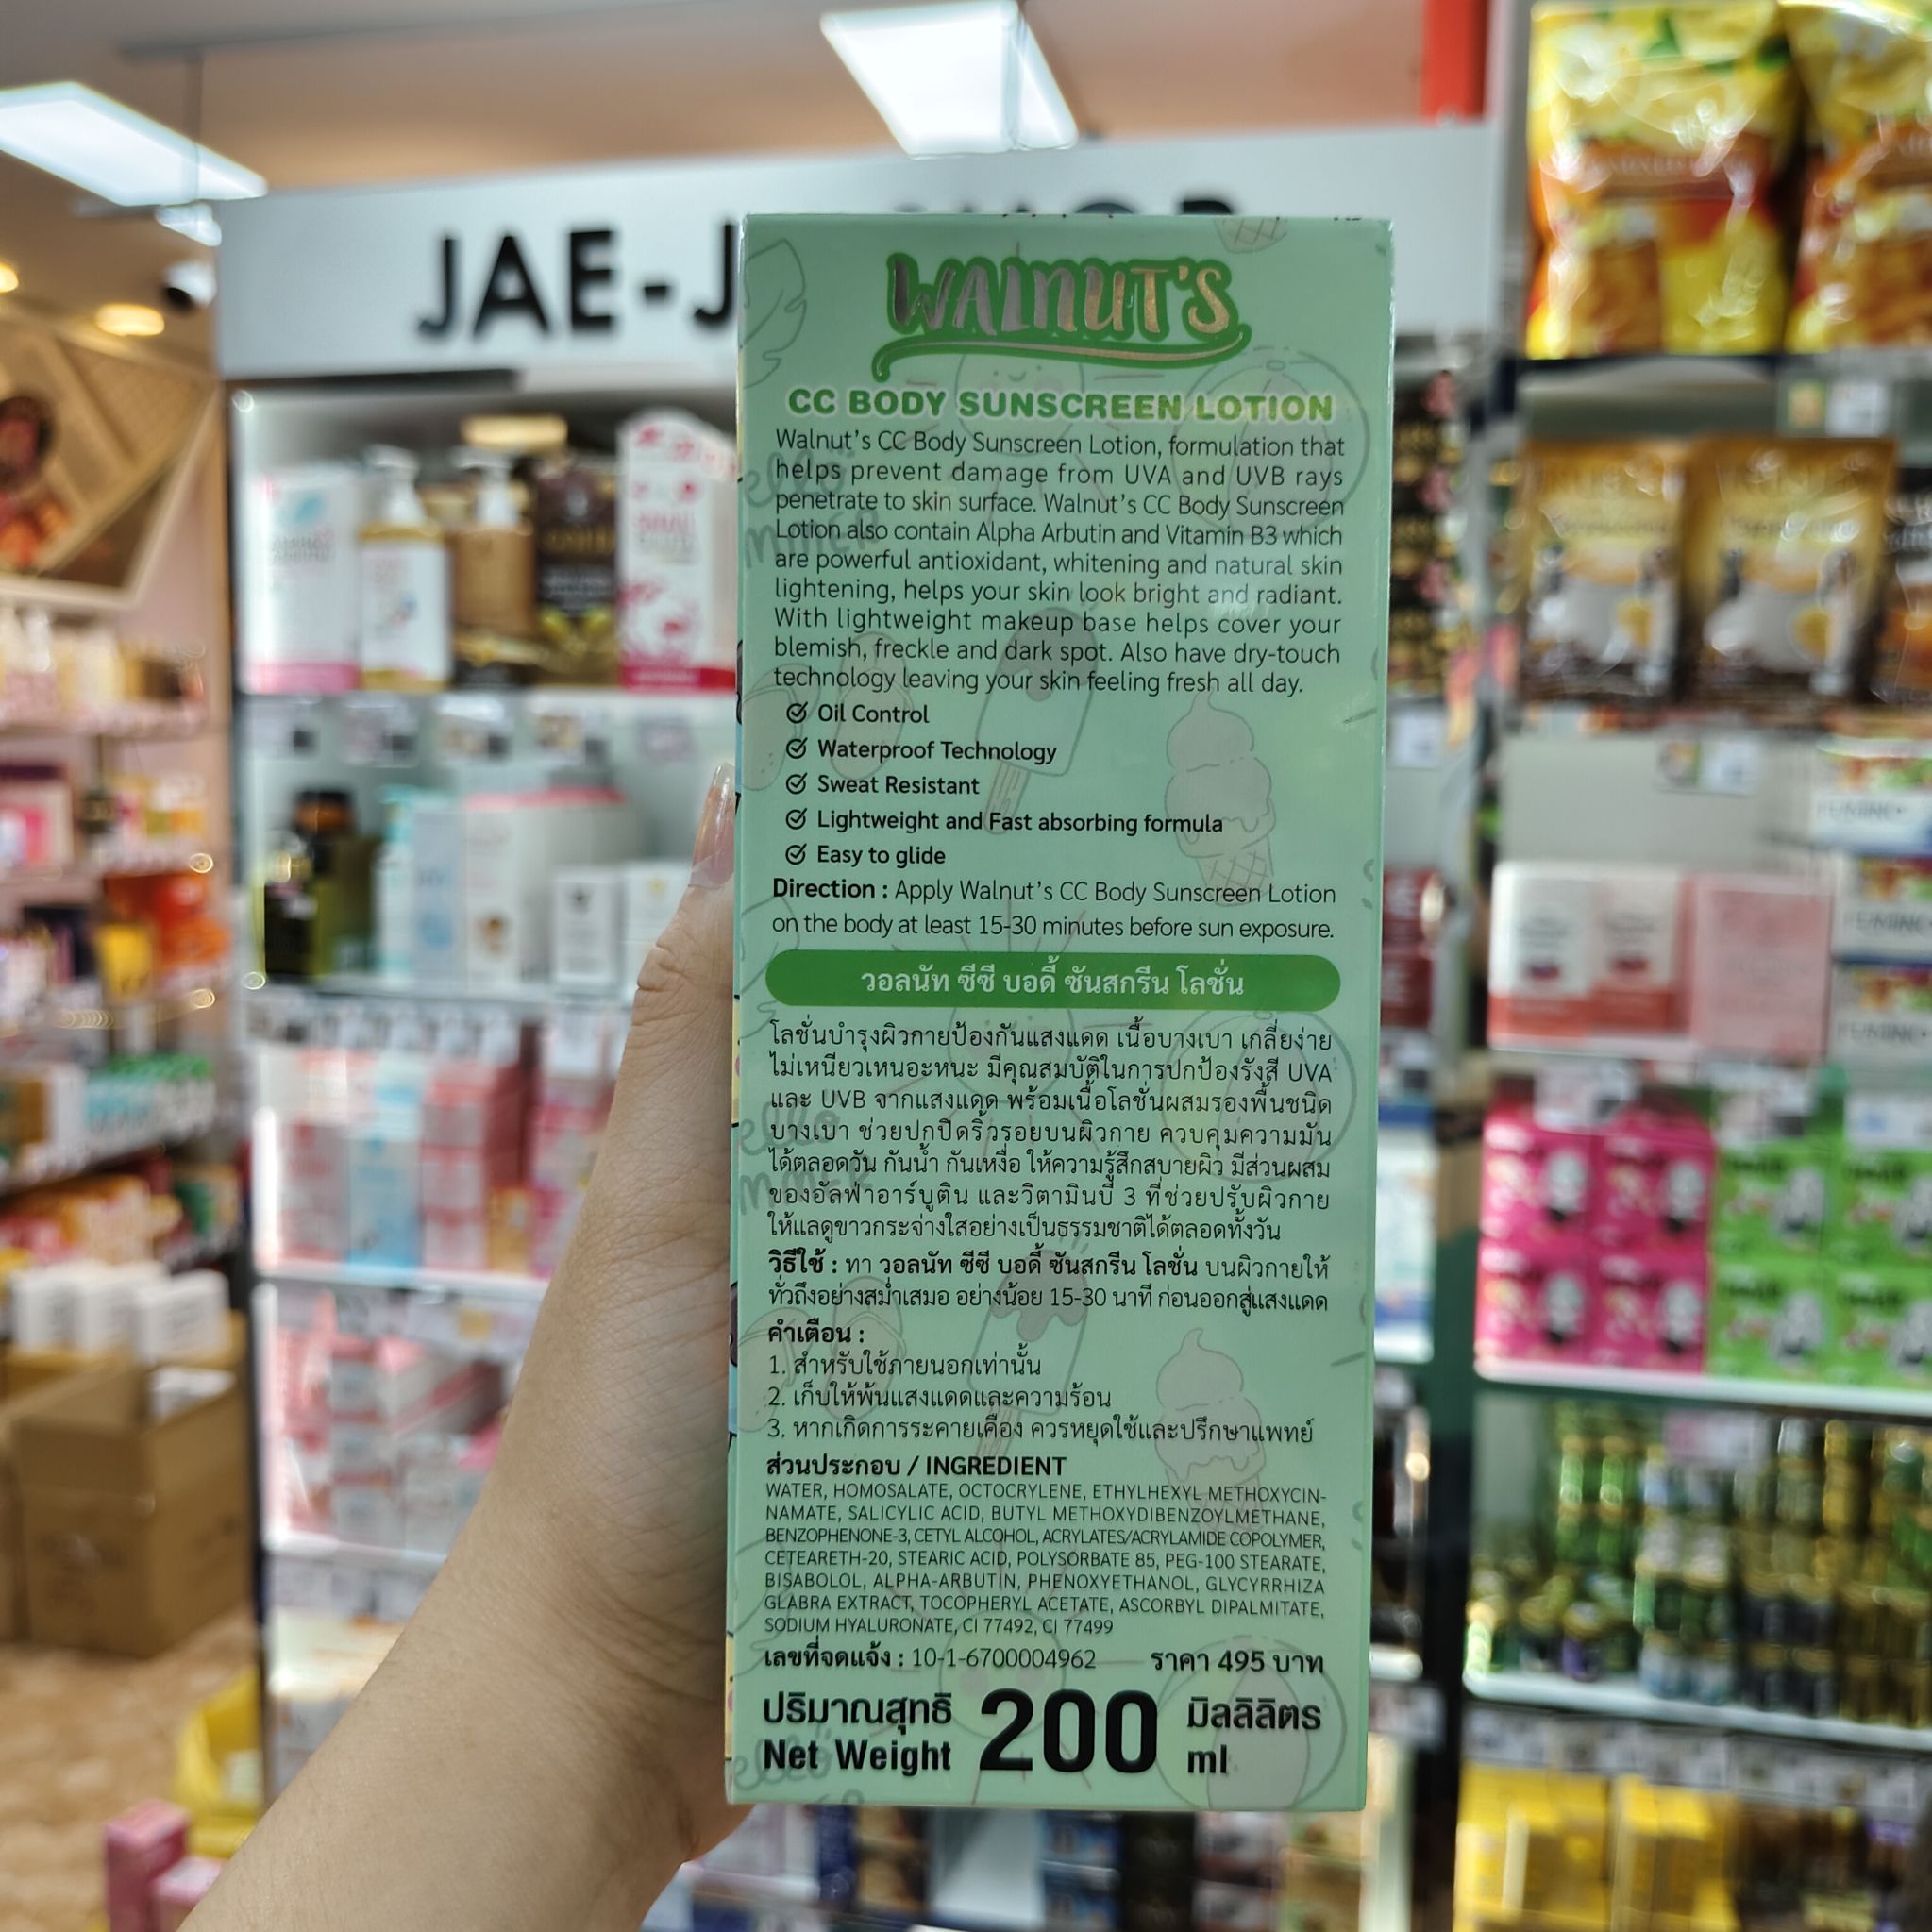 JAE-J
WALNUT'S
CC BODY SUNSCREEN LOTION
Walnut's CC Body Sunscreen Lotion, formulation that
helps prevent damage from UVA and UVB rays
penetrate to skin surface. Walnut's CC Body Sunscreen
Lotion also contain Alpha Arbutin and Vitamin B3 which
are powerful antioxidant, whitening and natural skin
lightening, helps your skin look bright and radiant.
With lightweight makeup base helps cover your
blemish, freckle and dark spot. Also have dry-touch
technology leaving your skin feeling fresh all day.
Oil Control
Waterproof Technology
Sweat Resistant
Lightweight and Fast absorbing formula
Easy to glide
Direction : Apply Walnut's CC Body Sunscreen Lotion
on the body at least 15-30 minutes before sun exposure.
วอลนัท ซีซี บอดี้ ซันสกรีน โลชั่น
โลชั่นบำรุงผิวกายป้องกันแสงแดด เนื้อบางเบา เกลี่ยง่าย
ไม่เหนียวเหนอะหนะ มีคุณสมบัติในการปกป้องรังสี UVA
และ UVB จากแสงแดด พร้อมเนื้อโลชั่นผสมรองพื้นชนิด
บางเบา ช่วยปกปิดริ้วรอยบนผิวกาย ควบคุมความมัน
ได้ตลอดวัน กันน้ำ กันเหงื่อ ให้ความรู้สึกสบายผิว มีส่วนผสม
ของอัลฟ่าอาร์บูติน และวิตามินบี 3 ที่ช่วยปรับผิวกาย
ให้แลดูขาวกระจ่างใสอย่างเป็นธรรมชาติได้ตลอดทั้งวัน
วิธีใช้ : ทา วอลนัท ซีซี บอดี้ ซันสกรีน โลชั่น บนผิวกายให้
ทั่วถึงอย่างสม่ำเสมอ อย่างน้อย 15-30 นาที ก่อนออกสู่แสงแดด
คำเตือน :
1. สำหรับใช้ภายนอกเท่านั้น
2. เก็บให้พ้นแสงแดดและความร้อน
3. หากเกิดการระคายเคือง ควรหยุดใช้และปรึกษาแพทย์
ส่วนประกอบ / INGREDIENT
WATER, HOMOSALATE, OCTOCRYLENE, ETHYLHEXYL METHOXYCIN-
NAMATE, SALICYLIC ACID, BUTYL METHOXYDIBENZOYLMETHANE,
BENZOPHENONE-3, CETYL ALCOHOL, ACRYLATES/ACRYLAMIDE COPOLYMER,
CETEARETH-20, STEARIC ACID, POLYSORBATE 85, PEG-100 STEARATE,
BISABOLOL, ALPHA-ARBUTIN, PHENOXYETHANOL, GLYCYRRHIZA
GLABRA EXTRACT, TOCOPHERYL ACETATE, ASCORBYL DIPALMITATE,
SODIUM HYALURONATE, CI 77492, CI 77499
เลขที่จดแจ้ง : 10-1-6700004962 ราคา 495 บาท
ปริมาณสุทธิ 200 มิลลิลิตร
Net Weight ml